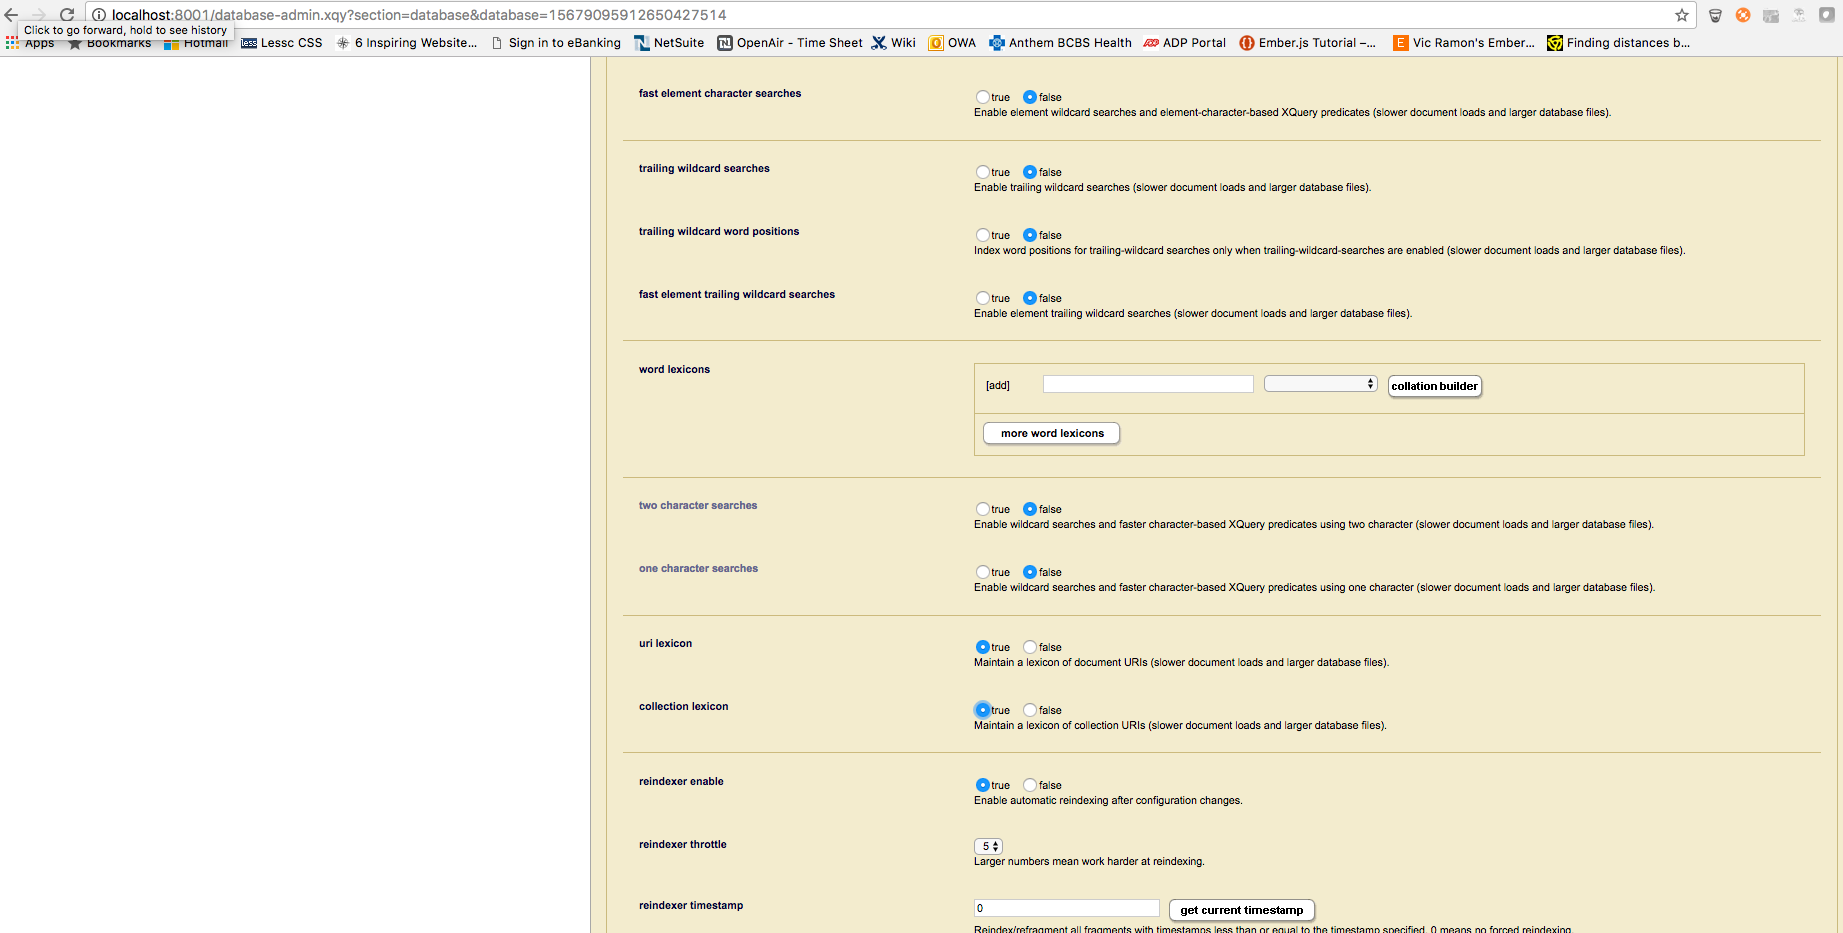 localhost:8001/database-admin.xqy?section=database&database=15679095912650427514
Click to go forward, hold to see history
Apps Bookmarks Hotmail less Lessc CSS 6 Inspiring Website... Sign in to eBanking NetSuite OpenAir - Time Sheet Wiki OWA Anthem BCBS Health ADP Portal Ember.js Tutorial –... Vic Ramon's Ember... Finding distances b...
fast element character searches true false
Enable element wildcard searches and element-character-based XQuery predicates (slower document loads and larger database files).
trailing wildcard searches true false
Enable trailing wildcard searches (slower document loads and larger database files).
trailing wildcard word positions true false
Index word positions for trailing-wildcard searches only when trailing-wildcard-searches are enabled (slower document loads and larger database files).
fast element trailing wildcard searches true false
Enable element trailing wildcard searches (slower document loads and larger database files).
word lexicons
[add] collation builder
more word lexicons
two character searches true false
Enable wildcard searches and faster character-based XQuery predicates using two character (slower document loads and larger database files).
one character searches true false
Enable wildcard searches and faster character-based XQuery predicates using one character (slower document loads and larger database files).
uri lexicon true false
Maintain a lexicon of document URIs (slower document loads and larger database files).
collection lexicon true false
Maintain a lexicon of collection URIs (slower document loads and larger database files).
reindexer enable true false
Enable automatic reindexing after configuration changes.
reindexer throttle 5
Larger numbers mean work harder at reindexing.
reindexer timestamp 0 get current timestamp
Reindex/refragment all fragments with timestamps less than or equal to the timestamp specified. 0 means no forced reindexing.